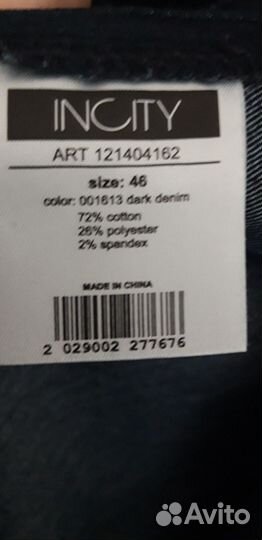 INCITY
ART 121404162
size: 46
color: 001613 dark denim
72% cotton
26% polyester
2% spandex
MADE IN CHINA
2 029002 277676
Avito